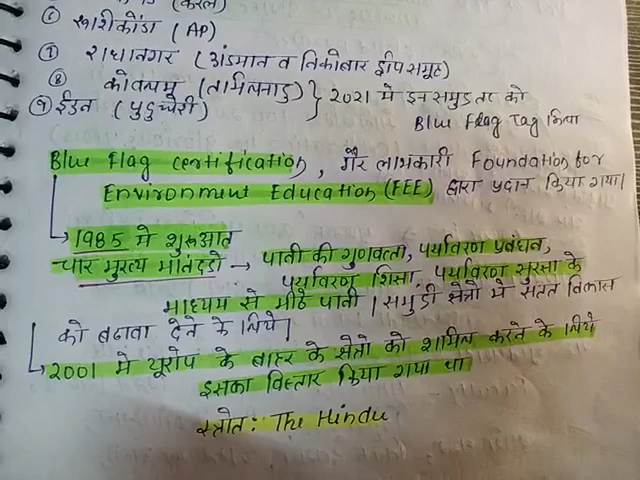 (केरल)
⑥ रूशीकोंडा (AP)
⑦ राधानगर (अंडमान व निकोबार द्वीप समूह)
⑧ कोवलम् (तामिलनाडु)
⑨ ईडन (पुदुच्चेरी) } 2021 मे इन समुद्र तट को
Blue Flag Tag किया
Blue Flag certification, गैर लाभकारी Foundation for
Environment Education (FEE) द्वारा प्रदान किया गया।
1985 मे शुरूआत
चार मुख्य मानदंडो → पानी की गुणवत्ता, पर्यावरण प्रबंधन,
पर्यावरण शिक्षा, पर्यावरण सुरक्षा के
माध्यम से मीठे पानी / समुद्री क्षेत्रो मे सतत विकास
को बढावा देने के लिये।
2001 मे यूरोप के बाहर के क्षेत्रो को शामिल करने के लिये
इसका विस्तार किया गया था
स्त्रोत: The Hindu